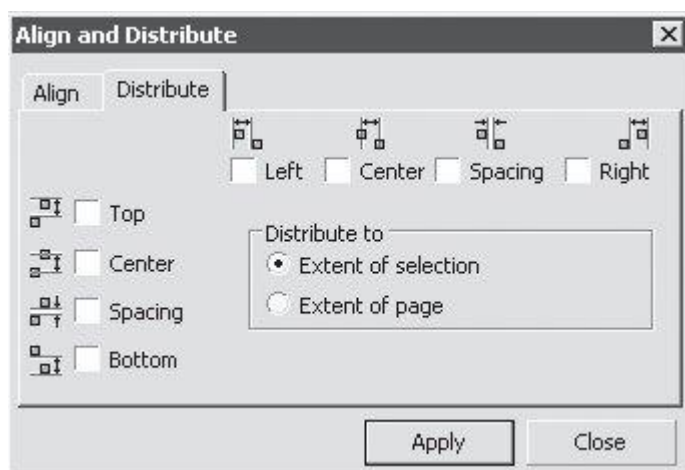 Align and Distribute
Align Distribute
Left Center Spacing Right
Top
Distribute to
Center
Extent of selection
Spacing
Extent of page
Bottom
Apply Close